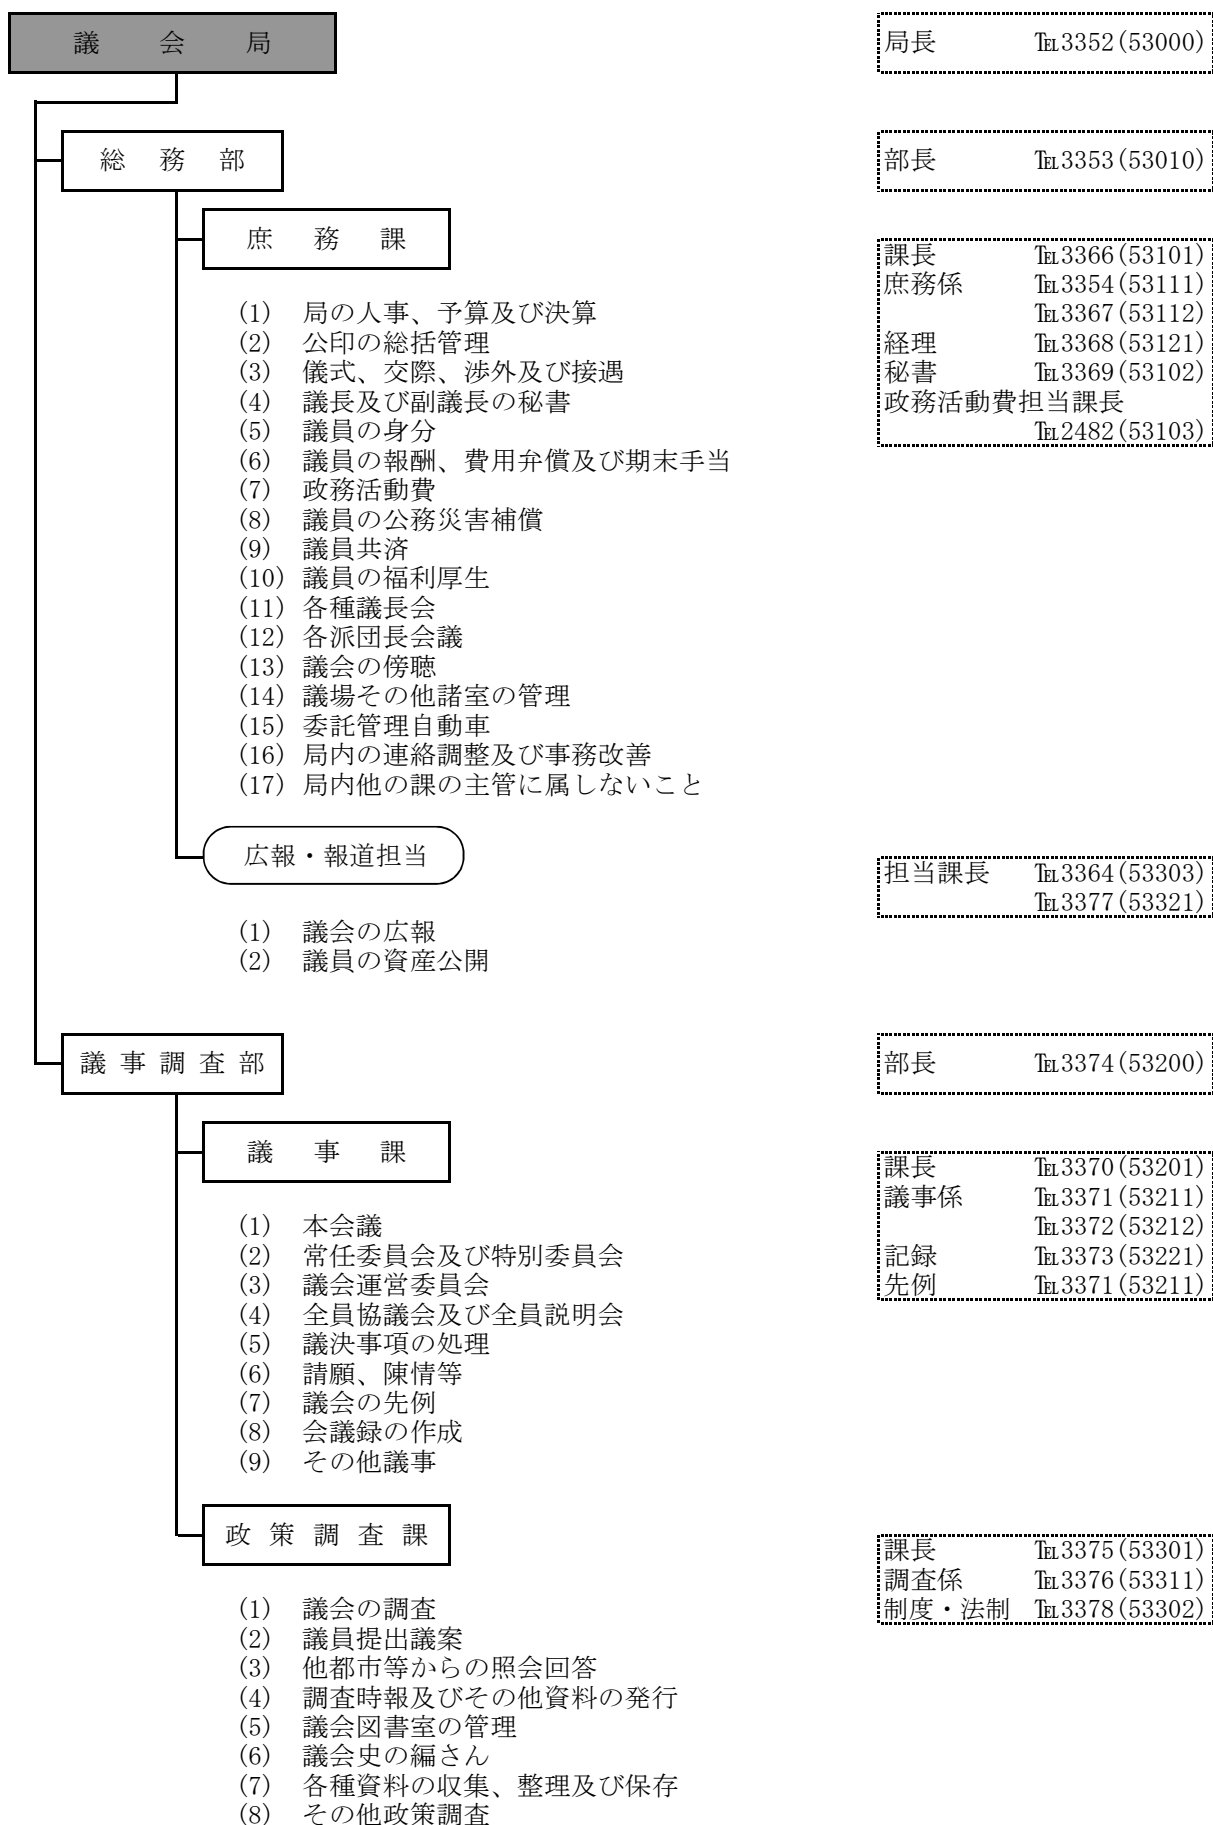 議会局
局長 ℡3352(53000)
総務部
部長 ℡3353(53010)
庶務課
課長 ℡3366(53101)
庶務係 ℡3354(53111)
℡3367(53112)
経理 ℡3368(53121)
秘書 ℡3369(53102)
政務活動費担当課長
℡2482(53103)
(1) 局の人事、予算及び決算
(2) 公印の総括管理
(3) 儀式、交際、渉外及び接遇
(4) 議長及び副議長の秘書
(5) 議員の身分
(6) 議員の報酬、費用弁償及び期末手当
(7) 政務活動費
(8) 議員の公務災害補償
(9) 議員共済
(10) 議員の福利厚生
(11) 各種議長会
(12) 各派団長会議
(13) 議会の傍聴
(14) 議場その他諸室の管理
(15) 委託管理自動車
(16) 局内の連絡調整及び事務改善
(17) 局内他の課の主管に属しないこと
広報・報道担当
担当課長 ℡3364(53303)
℡3377(53321)
(1) 議会の広報
(2) 議員の資産公開
議事調査部
部長 ℡3374(53200)
議事課
課長 ℡3370(53201)
議事係 ℡3371(53211)
℡3372(53212)
記録 ℡3373(53221)
先例 ℡3371(53211)
(1) 本会議
(2) 常任委員会及び特別委員会
(3) 議会運営委員会
(4) 全員協議会及び全員説明会
(5) 議決事項の処理
(6) 請願、陳情等
(7) 議会の先例
(8) 会議録の作成
(9) その他議事
政策調査課
課長 ℡3375(53301)
調査係 ℡3376(53311)
制度・法制 ℡3378(53302)
(1) 議会の調査
(2) 議員提出議案
(3) 他都市等からの照会回答
(4) 調査時報及びその他資料の発行
(5) 議会図書室の管理
(6) 議会史の編さん
(7) 各種資料の収集、整理及び保存
(8) その他政策調査